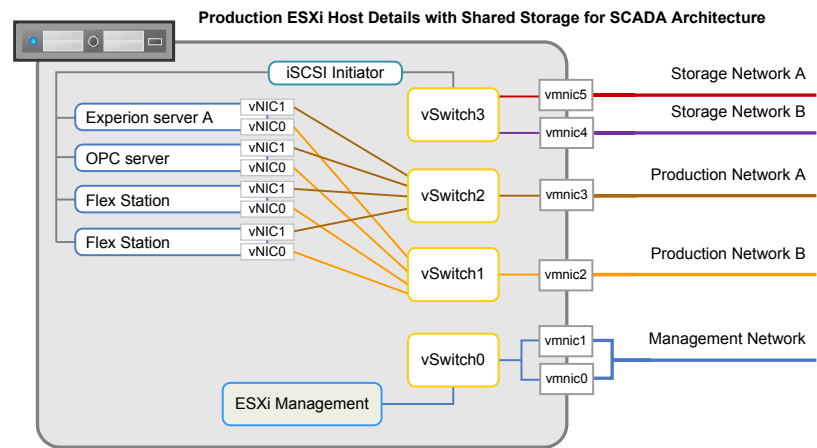 Production ESXi Host Details with Shared Storage for SCADA Architecture
iSCSI Initiator
Storage Network A
vmnic5
vSwitch3
Storage Network B
vmnic4
Experion server A
vNIC1
vNIC0
OPC server
vNIC1
vNIC0
Flex Station
vNIC1
vNIC0
Flex Station
vNIC1
vNIC0
vSwitch2
vmnic3
Production Network A
vSwitch1
vmnic2
Production Network B
vSwitch0
vmnic1
Management Network
vmnic0
ESXi Management